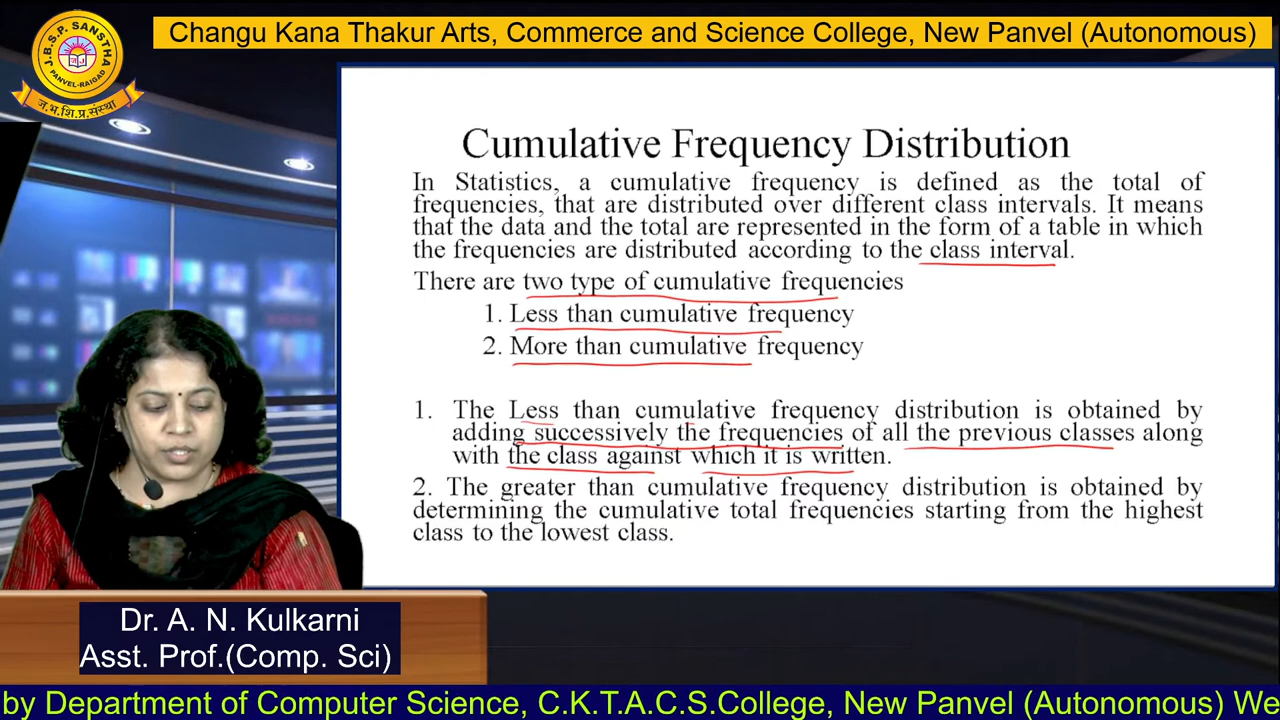 J.B.S.P. SANSTHA
PANVEL-RAIGAD
ज.भ.शि.प्र.संस्था
Changu Kana Thakur Arts, Commerce and Science College, New Panvel (Autonomous)
Cumulative Frequency Distribution
In Statistics, a cumulative frequency is defined as the total of
frequencies, that are distributed over different class intervals. It means
that the data and the total are represented in the form of a table in which
the frequencies are distributed according to the class interval.
There are two type of cumulative frequencies
1. Less than cumulative frequency
2. More than cumulative frequency
1. The Less than cumulative frequency distribution is obtained by
adding successively the frequencies of all the previous classes along
with the class against which it is written.
2. The greater than cumulative frequency distribution is obtained by
determining the cumulative total frequencies starting from the highest
class to the lowest class.
Dr. A. N. Kulkarni
Asst. Prof.(Comp. Sci)
by Department of Computer Science, C.K.T.A.C.S.College, New Panvel (Autonomous) We